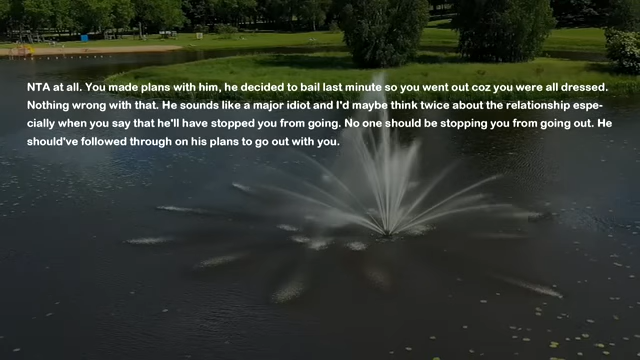 NTA at all. You made plans with him, he decided to bail last minute so you went out coz you were all dressed.
Nothing wrong with that. He sounds like a major idiot and I'd maybe think twice about the relationship espe-
cially when you say that he'll have stopped you from going. No one should be stopping you from going out. He
should've followed through on his plans to go out with you.